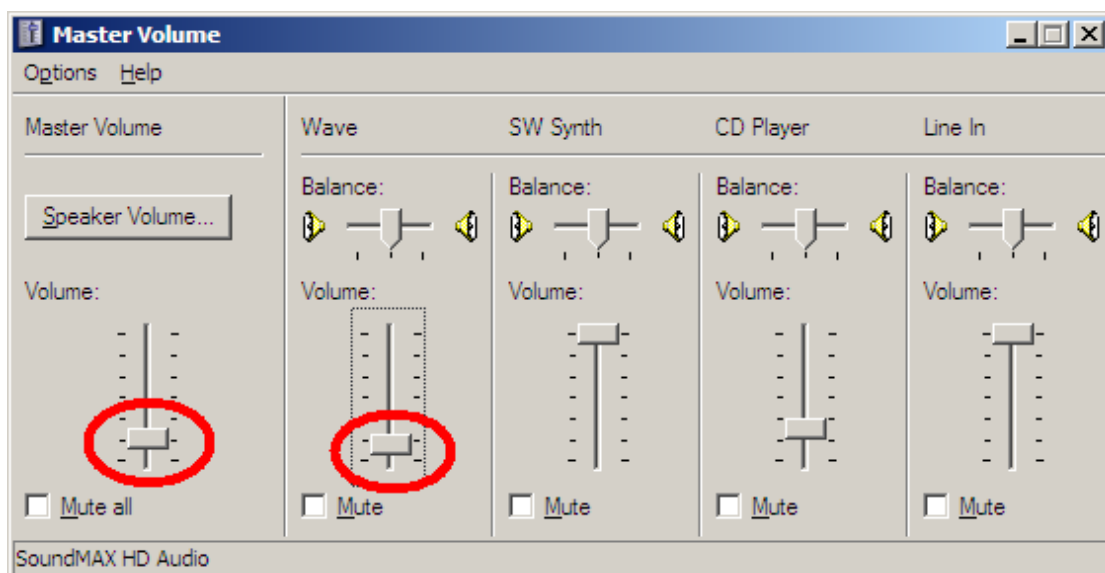 Master Volume
Options Help
Master Volume
Speaker Volume...
Volume:
Mute all
Wave
Balance:
Volume:
Mute
SW Synth
Balance:
Volume:
Mute
CD Player
Balance:
Volume:
Mute
Line In
Balance:
Volume:
Mute
SoundMAX HD Audio